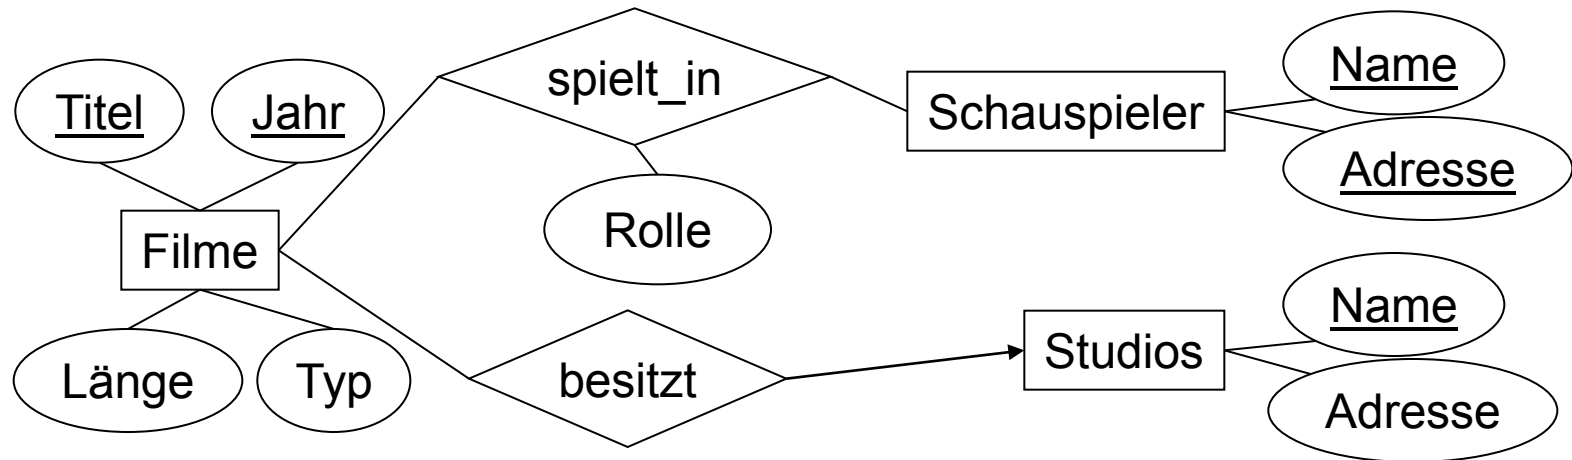 Titel
Jahr
Filme
Länge
Typ
spielt_in
Rolle
besitzt
Schauspieler
Name
Adresse
Studios
Name
Adresse